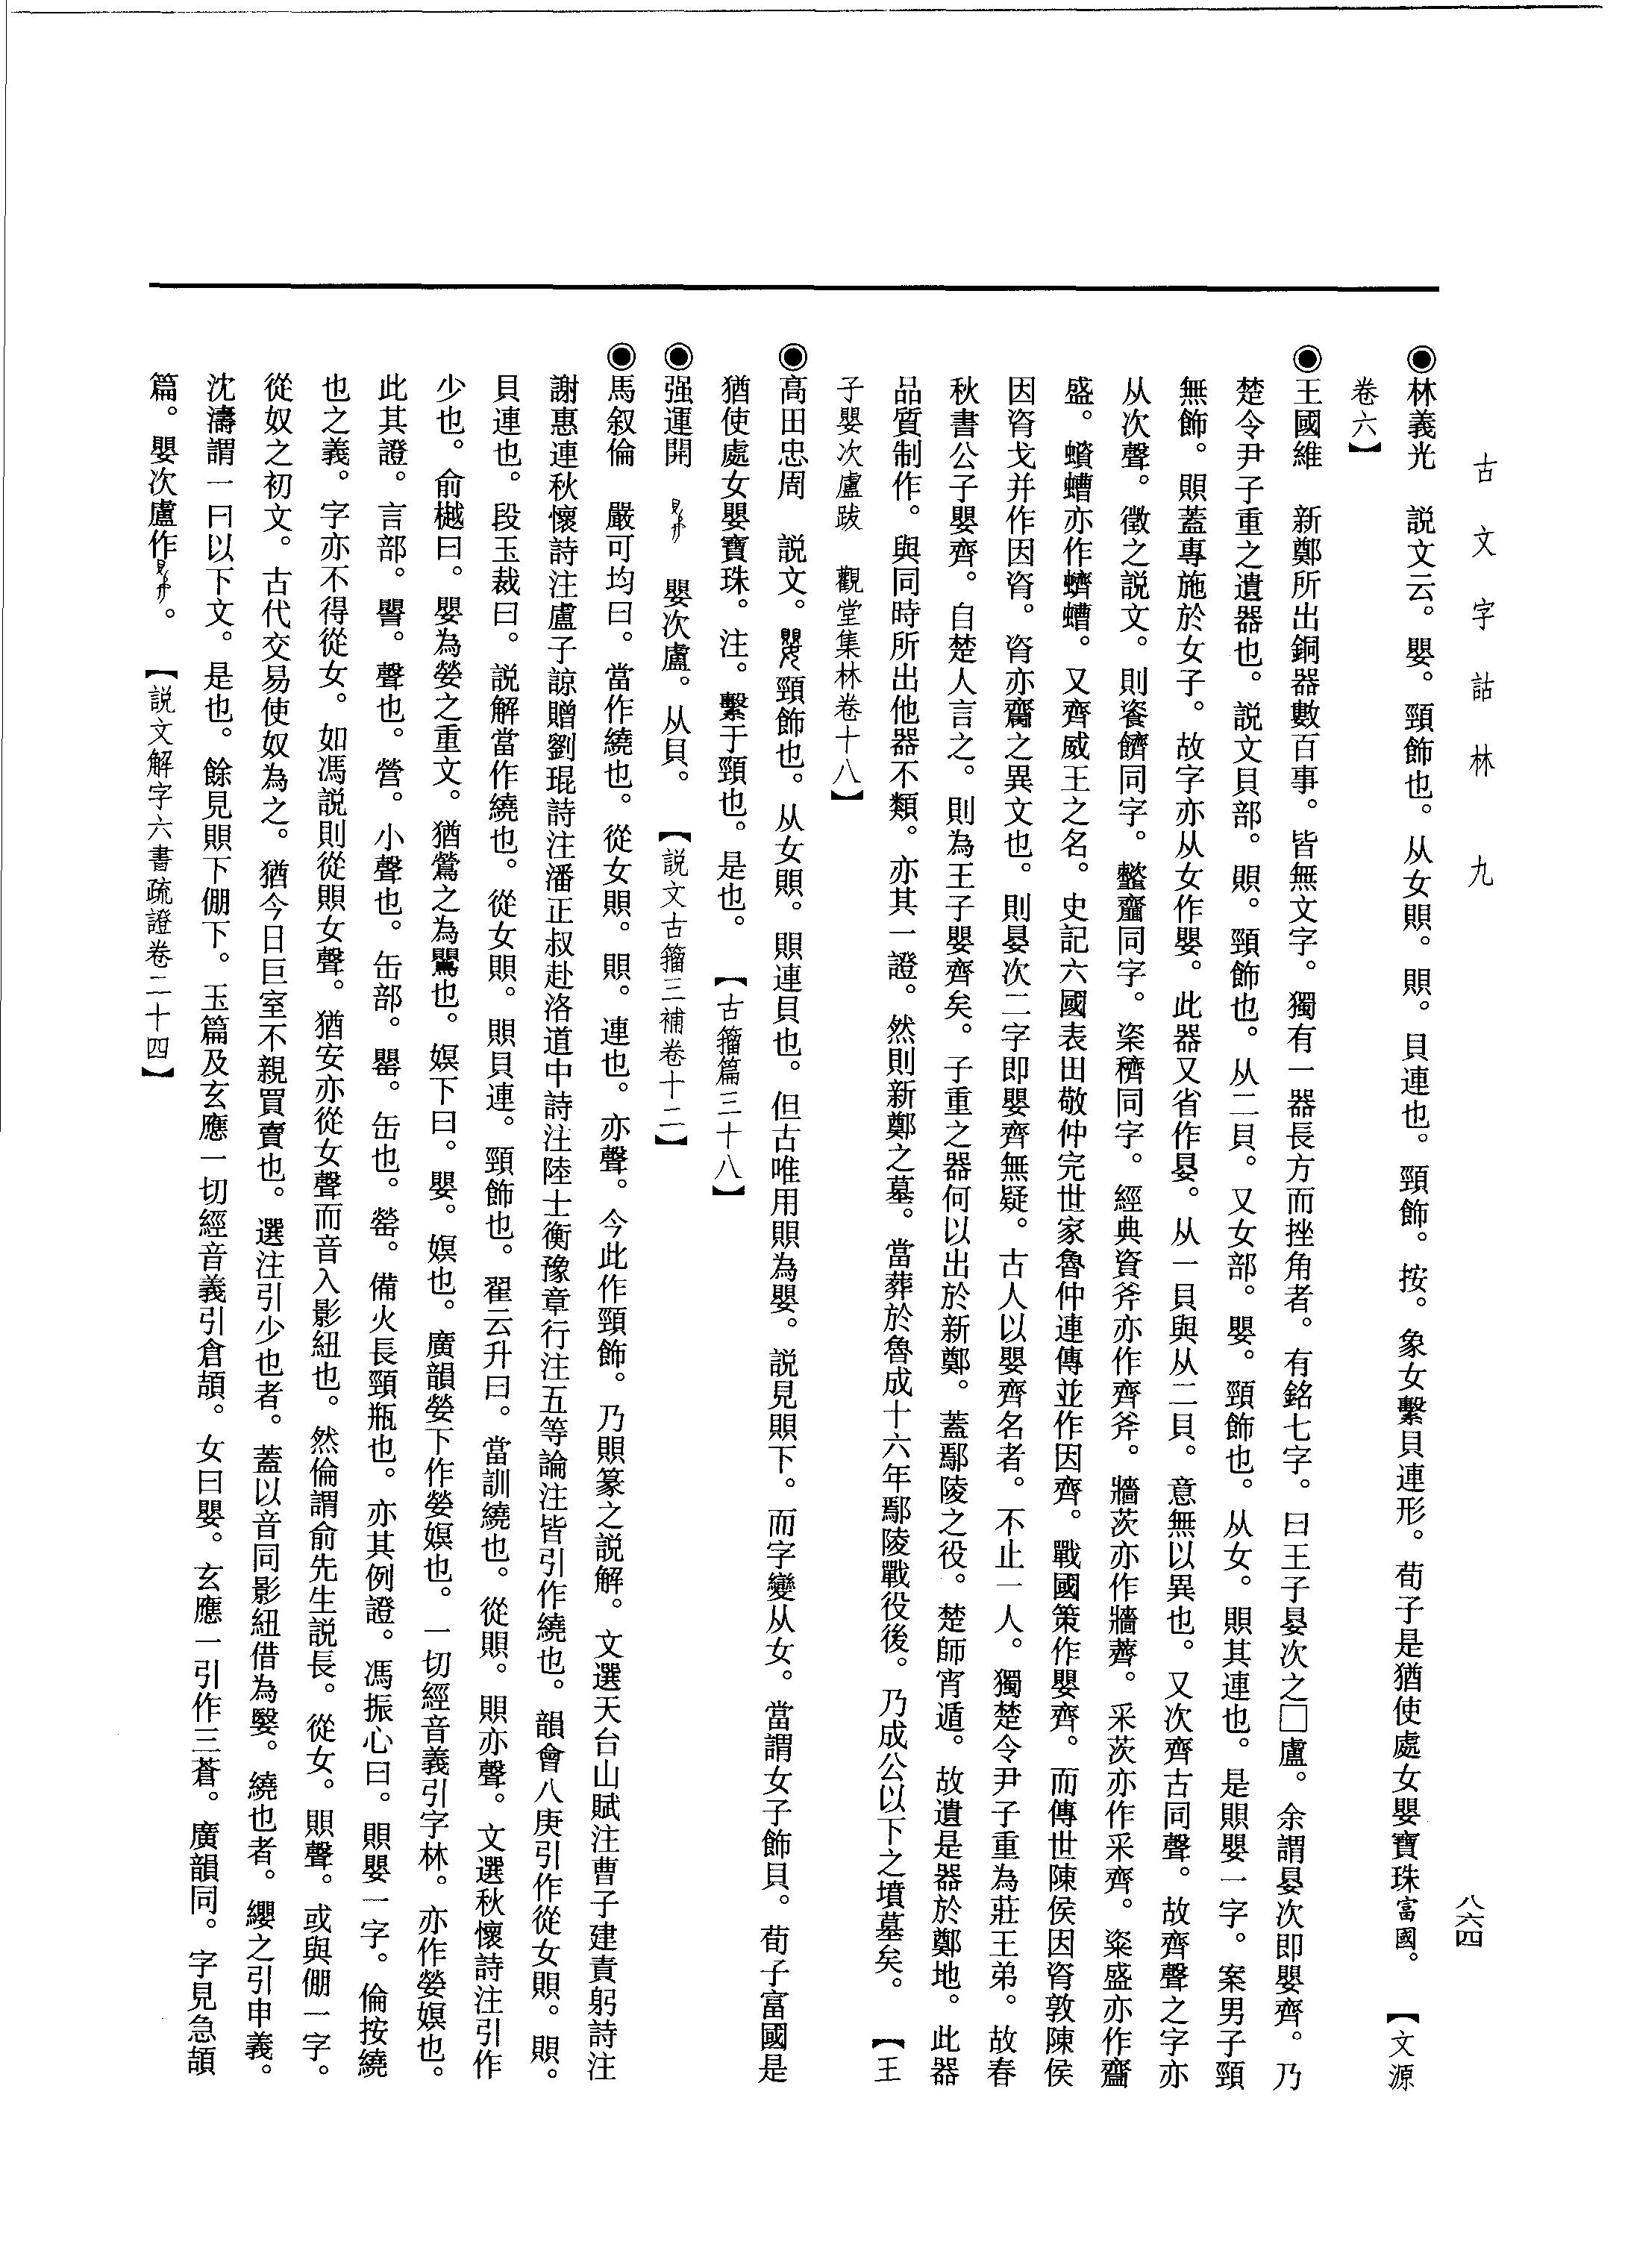 古文字詁林 九
八六四
◉林義光 説文云。嬰。頸飾也。从女賏。賏。貝連也。頸飾。按。象女繫貝連形。荀子是猶使處女嬰寶珠富國。 【文源
卷六】
◉王國維 新鄭所出銅器數百事。皆無文字。獨有一器長方而挫角者。有銘七字。曰王子㛘次之□盧。余謂㛘次即嬰齊。乃
楚令尹子重之遺器也。説文貝部。賏。頸飾也。从二貝。又女部。嬰。頸飾也。从女。賏其連也。是賏嬰一字。案男子頸
無飾。賏蓋專施於女子。故字亦从女作嬰。此器又省作㛘。从一貝與从二貝。意無以異也。又次齊古同聲。故齊聲之字亦
从次聲。徵之説文。則餈䭣同字。䪢齏同字。秶穧同字。經典資斧亦作齊斧。牆茨亦作牆薺。采茨亦作采齊。粢盛亦作齍
盛。蠀螬亦作蠐螬。又齊威王之名。史記六國表田敬仲完世家魯仲連傳並作因齊。戰國策作嬰齊。而傳世陳侯因𰯼敦陳侯
因𰯼戈并作因𰯼。𰯼亦齎之異文也。則㛘次二字即嬰齊無疑。古人以嬰齊名者。不止一人。獨楚令尹子重為莊王弟。故春
秋書公子嬰齊。自楚人言之。則為王子嬰齊矣。子重之器何以出於新鄭。蓋鄢陵之役。楚師宵遁。故遺是器於鄭地。此器
品質制作。與同時所出他器不類。亦其一證。然則新鄭之墓。當葬於魯成十六年鄢陵戰役後。乃成公以下之墳墓矣。 【王
子嬰次盧跋 觀堂集林卷十八】
◉高田忠周 説文。頸飾也。从女賏。賏連貝也。但古唯用賏為嬰。説見賏下。而字變从女。當謂女子飾貝。荀子富國是
猶使處女嬰寶珠。注。繫于頸也。是也。 【古籀篇三十八】
◉强運開 嬰次盧。从貝。 【説文古籀三補卷十二】
◉馬叙倫 嚴可均曰。當作繞也。從女賏。賏。連也。亦聲。今此作頸飾。乃賏篆之説解。文選天台山賦注曹子建責躬詩注
謝惠連秋懷詩注盧子諒贈劉琨詩注潘正叔赴洛道中詩注陸士衡豫章行注五等論注皆引作繞也。韻會八庚引作從女賏。賏。
貝連也。段玉裁曰。説解當作繞也。從女賏。賏貝連。頸飾也。翟云升曰。當訓繞也。從賏。賏亦聲。文選秋懷詩注引作
少也。俞樾曰。嬰為嫈之重文。猶鶯之為鸎也。嫇下曰。嬰。嫇也。廣韻嫈下作嫈嫇也。一切經音義引字林。亦作嫈嫇也。
此其證。言部。譻。聲也。營。小聲也。缶部。罌。缶也。罃。備火長頸瓶也。亦其例證。馮振心曰。賏嬰一字。倫按繞
也之義。字亦不得從女。如馮説則從賏女聲。猶安亦從女聲而音入影紐也。然倫謂俞先生説長。從女。賏聲。或與倗一字。
從奴之初文。古代交易使奴為之。猶今日巨室不親買賣也。選注引少也者。蓋以音同影紐借為嫛。繞也者。纓之引申義。
沈濤謂一曰以下文。是也。餘見賏下倗下。玉篇及玄應一切經音義引倉頡。女曰嬰。玄應一引作三蒼。廣韻同。字見急頡
篇。嬰次盧作。 【説文解字六書疏證卷二十四】